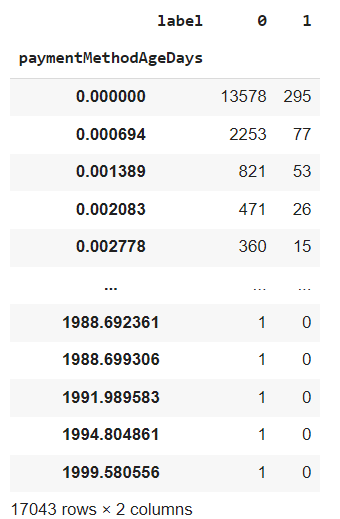 label 0 1
paymentMethodAgeDays
0.000000 13578 295
0.000694 2253 77
0.001389 821 53
0.002083 471 26
0.002778 360 15
... ... ...
1988.692361 1 0
1988.699306 1 0
1991.989583 1 0
1994.804861 1 0
1999.580556 1 0
17043 rows × 2 columns